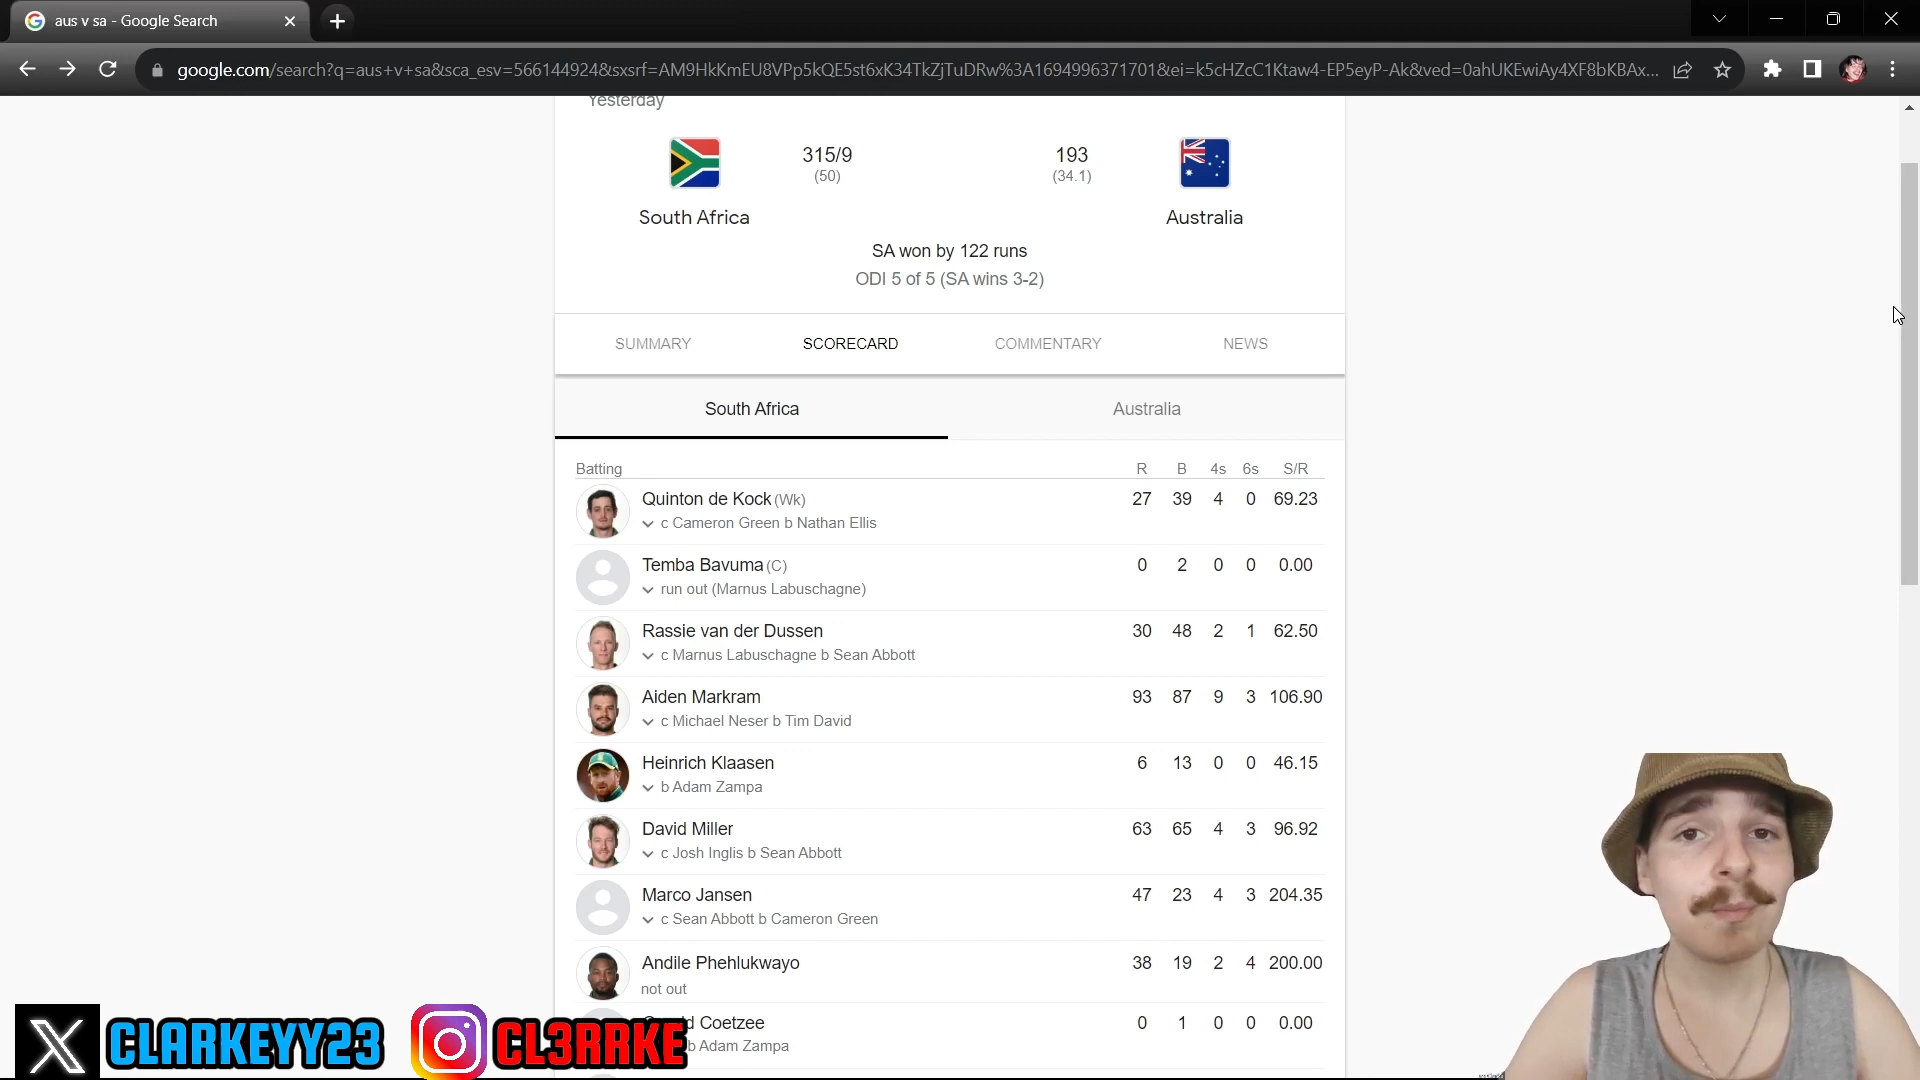 aus v sa - Google Search
google.com/search?q=aus+v+sa&sca_esv=566144924&sxsrf=AM9HkKmEU8VPp5kQE5st6xK34TkZjTuDRw%3A1694996371701&ei=k5cHZcC1Ktaw4-EP5eyP-Ak&ved=0ahUKEwiAy4XF8bKBAx...
Yesterday
315/9 193
(50) (34.1)
South Africa Australia
SA won by 122 runs
ODI 5 of 5 (SA wins 3-2)
SUMMARY SCORECARD COMMENTARY NEWS
South Africa Australia
Batting R B 4s 6s S/R
Quinton de Kock (Wk) 27 39 4 0 69.23
c Cameron Green b Nathan Ellis
Temba Bavuma (C) 0 2 0 0 0.00
run out (Marnus Labuschagne)
Rassie van der Dussen 30 48 2 1 62.50
c Marnus Labuschagne b Sean Abbott
Aiden Markram 93 87 9 3 106.90
c Michael Neser b Tim David
Heinrich Klaasen 6 13 0 0 46.15
b Adam Zampa
David Miller 63 65 4 3 96.92
c Josh Inglis b Sean Abbott
Marco Jansen 47 23 4 3 204.35
c Sean Abbott b Cameron Green
Andile Phehlukwayo 38 19 2 4 200.00
not out
Coetzee 0 1 0 0 0.00
b Adam Zampa
X CLARKEYY23 CL3RRKE